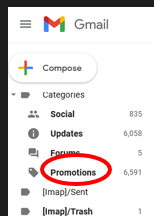 Gmail
Compose
Categories
Social 835
Updates 6,058
Forums 5
Promotions 6,591
[Imap]/Sent
[Imap]/Trash